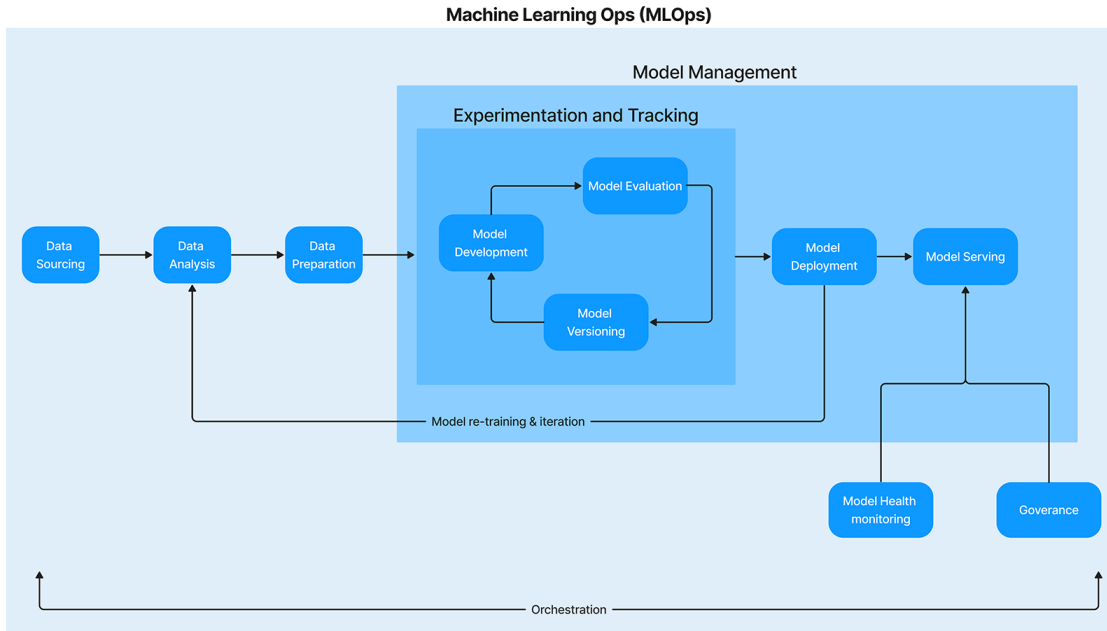 Machine Learning Ops (MLOps)
Model Management
Experimentation and Tracking
Data
Sourcing
Data
Analysis
Data
Preparation
Model
Development
Model Evaluation
Model
Versioning
Model
Deployment
Model Serving
Model re-training & iteration
Model Health
monitoring
Goverance
Orchestration